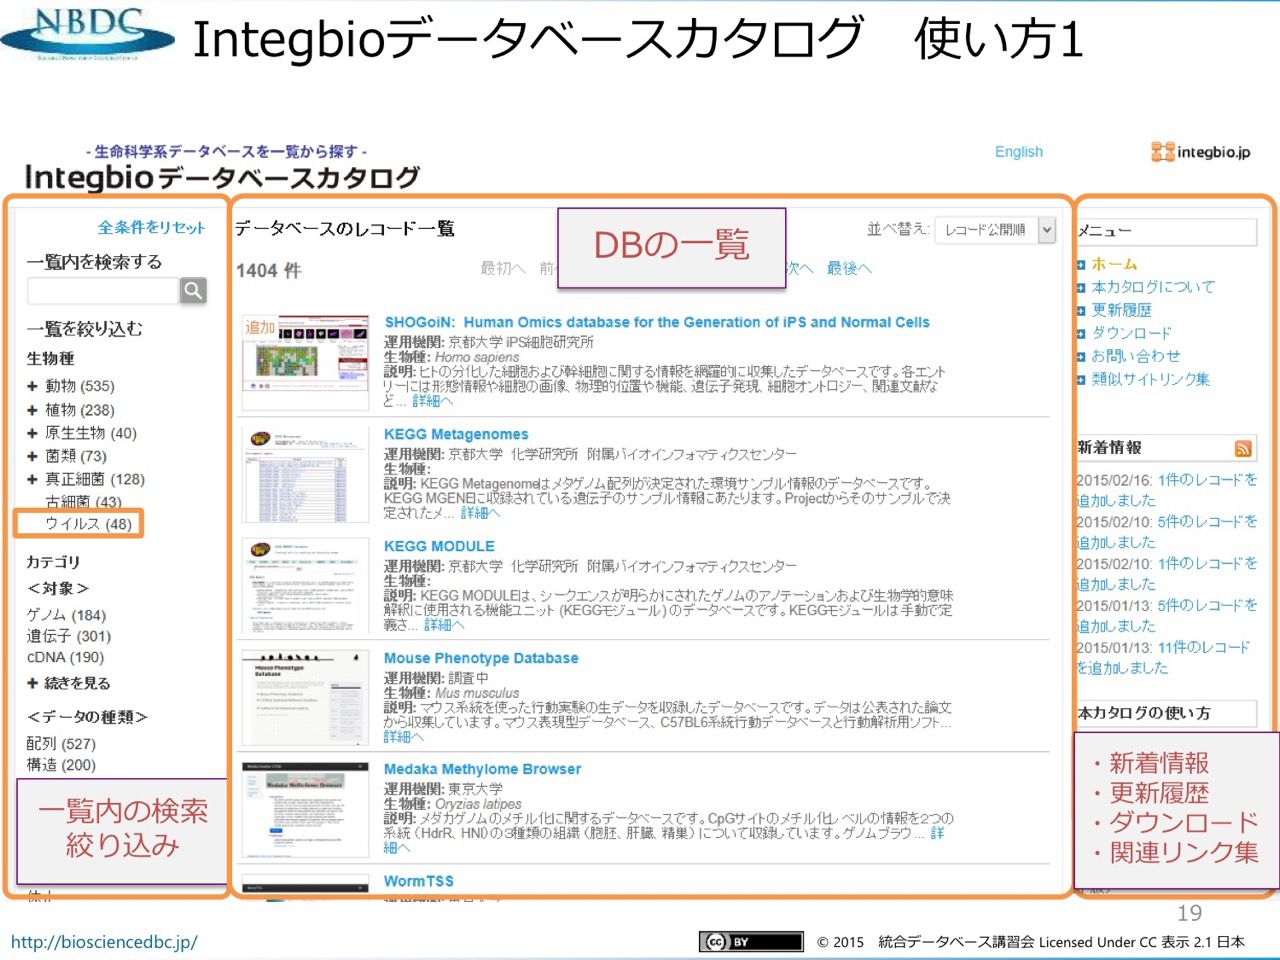 NBDC
Integbioデータベースカタログ　使い方1
- 生命科学系データベースを一覧から探す -
Integbioデータベースカタログ
English
integbio.jp
全条件をリセット
一覧内を検索する
一覧を絞り込む
生物種
+ 動物 (535)
+ 植物 (238)
+ 原生生物 (40)
+ 菌類 (73)
+ 真正細菌 (128)
古細菌 (43)
ウイルス (48)
カテゴリ
＜対象＞
ゲノム (184)
遺伝子 (301)
cDNA (190)
+ 続きを見る
＜データの種類＞
配列 (527)
構造 (200)
一覧内の検索
絞り込み
データベースのレコード一覧
DBの一覧
並べ替え: レコード公開順
1404 件
最初へ 前へ 次へ 最後へ
追加
SHOGoiN: Human Omics database for the Generation of iPS and Normal Cells
運用機関: 京都大学 iPS細胞研究所
生物種: Homo sapiens
説明: ヒトの分化した細胞および幹細胞に関する情報を網羅的に収集したデータベースです。各エント
リーには形態情報や細胞の画像、物理的位置や機能、遺伝子発現、細胞オントロジー、関連文献な
ど... 詳細へ
KEGG Metagenomes
運用機関: 京都大学 化学研究所 附属バイオインフォマティクスセンター
生物種:
説明: KEGG Metagenomeはメタゲノム配列が決定された環境サンプル情報のデータベースです。
KEGG MGENEに収録されている遺伝子のサンプル情報にあたります。Projectからそのサンプルで決
定されたメ... 詳細へ
KEGG MODULE
運用機関: 京都大学 化学研究所 附属バイオインフォマティクスセンター
生物種:
説明: KEGG MODULEは、シークエンスが明らかにされたゲノムのアノテーションおよび生物学的意味
解釈に使用される機能ユニット (KEGGモジュール) のデータベースです。KEGGモジュールは手動で定
義さ... 詳細へ
Mouse Phenotype Database
Mouse Phenotype Database
運用機関: 調査中
生物種: Mus musculus
説明: マウス系統を使った行動実験の生データを収録したデータベースです。データは公表された論文
から収集しています。マウス表現型データベース、C57BL6系統行動データベースと行動解析用ソフト...
詳細へ
Medaka Methylome Browser
Medaka Methylome Browser
運用機関: 東京大学
生物種: Oryzias latipes
説明: メダカゲノムのメチル化に関するデータベースです。CpGサイトのメチル化レベルの情報を2つの
系統 (HdrR、HNI) の3種類の組織 (胚胚、肝臓、精巣) について収録しています。ゲノムブラウ... 詳
細へ
WormTSS
メニュー
ホーム
本カタログについて
更新履歴
ダウンロード
お問い合わせ
類似サイトリンク集
新着情報
2015/02/16: 1件のレコードを
追加しました
2015/02/10: 5件のレコードを
追加しました
2015/02/10: 1件のレコードを
追加しました
2015/01/13: 5件のレコードを
追加しました
2015/01/13: 11件のレコード
を追加しました
本カタログの使い方
・新着情報
・更新履歴
・ダウンロード
・関連リンク集
19
http://biosciencedbc.jp/
cc BY
© 2015　統合データベース講習会 Licensed Under CC 表示 2.1 日本